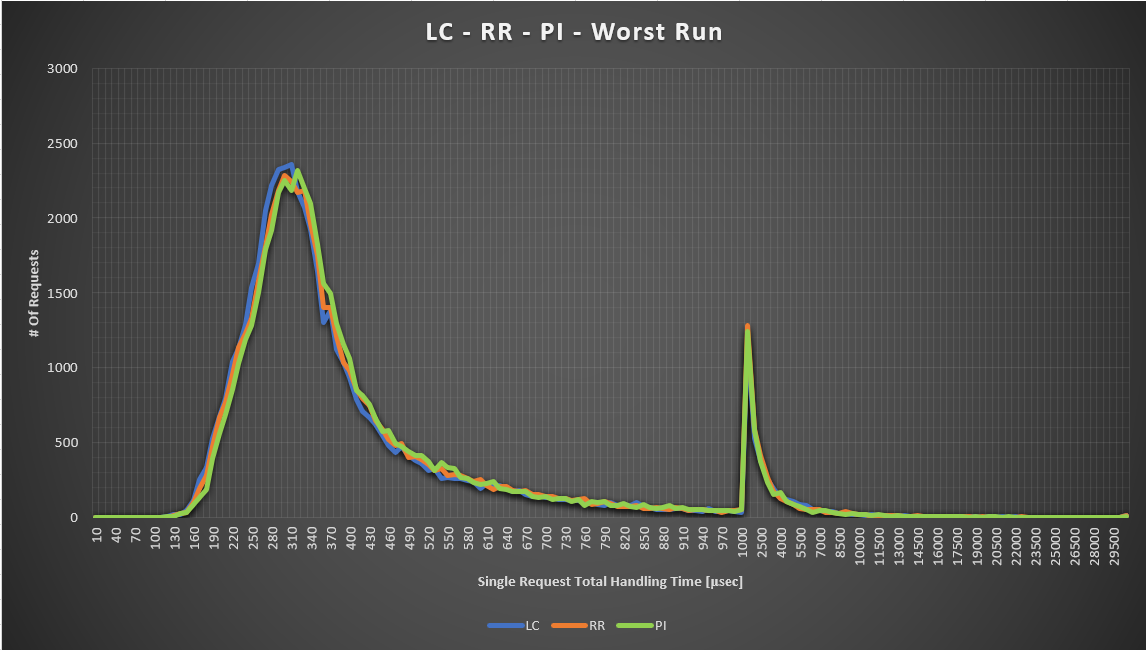 LC - RR - PI - Worst Run
3000
2500
2000
1500
1000
500
0
# Of Requests
10 40 70 100 130 160 190 220 250 280 310 340 370 400 430 460 490 520 550 580 610 640 670 700 730 760 790 820 850 880 910 940 970 1000 2500 4000 5500 7000 8500 10000 11500 13000 14500 16000 17500 19000 20500 22000 23500 25000 26500 28000 29500
Single Request Total Handling Time [µsec]
LC RR PI